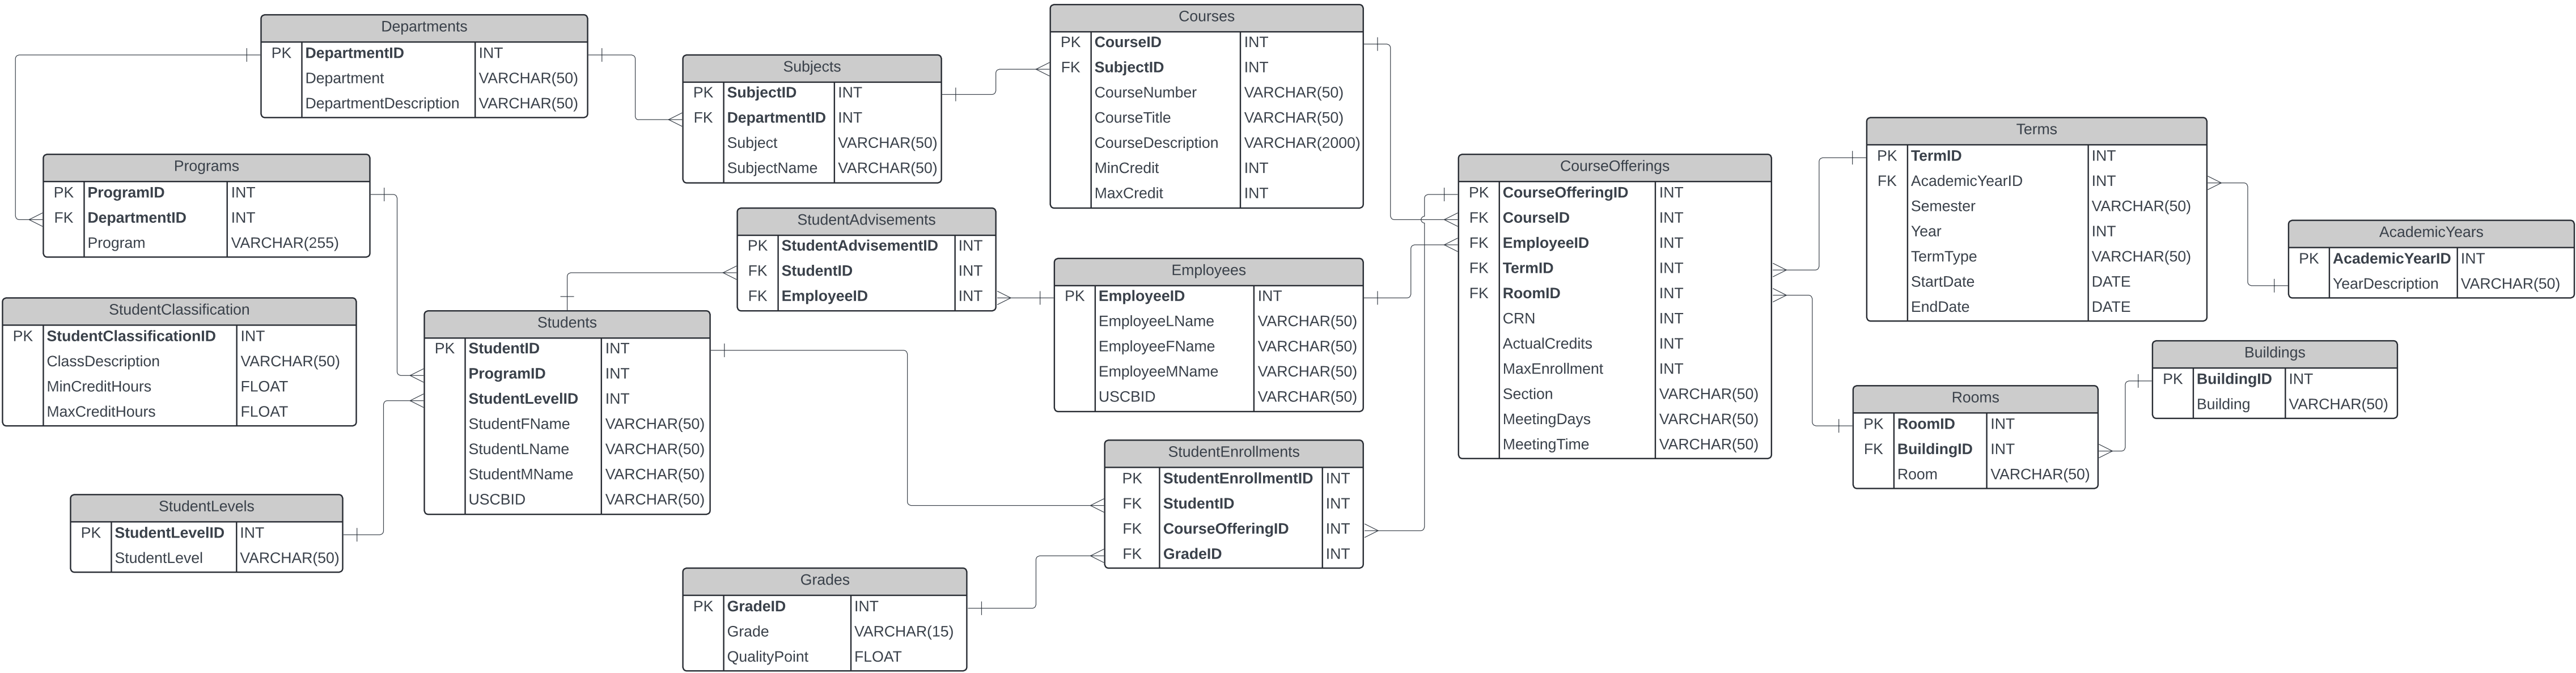 Departments
PK DepartmentID INT
Department VARCHAR(50)
DepartmentDescription VARCHAR(50)
Programs
PK ProgramID INT
FK DepartmentID INT
Program VARCHAR(255)
StudentClassification
PK StudentClassificationID INT
ClassDescription VARCHAR(50)
MinCreditHours FLOAT
MaxCreditHours FLOAT
StudentLevels
PK StudentLevelID INT
StudentLevel VARCHAR(50)
Subjects
PK SubjectID INT
FK DepartmentID INT
Subject VARCHAR(50)
SubjectName VARCHAR(50)
StudentAdvisements
PK StudentAdvisementID INT
FK StudentID INT
FK EmployeeID INT
Students
PK StudentID INT
ProgramID INT
StudentLevelID INT
StudentFName VARCHAR(50)
StudentLName VARCHAR(50)
StudentMName VARCHAR(50)
USCBID VARCHAR(50)
Grades
PK GradeID INT
Grade VARCHAR(15)
QualityPoint FLOAT
Courses
PK CourseID INT
FK SubjectID INT
CourseNumber VARCHAR(50)
CourseTitle VARCHAR(50)
CourseDescription VARCHAR(2000)
MinCredit INT
MaxCredit INT
Employees
PK EmployeeID INT
EmployeeLName VARCHAR(50)
EmployeeFName VARCHAR(50)
EmployeeMName VARCHAR(50)
USCBID VARCHAR(50)
StudentEnrollments
PK StudentEnrollmentID INT
FK StudentID INT
FK CourseOfferingID INT
FK GradeID INT
CourseOfferings
PK CourseOfferingID INT
FK CourseID INT
FK EmployeeID INT
FK TermID INT
FK RoomID INT
CRN INT
ActualCredits INT
MaxEnrollment INT
Section VARCHAR(50)
MeetingDays VARCHAR(50)
MeetingTime VARCHAR(50)
Terms
PK TermID INT
FK AcademicYearID INT
Semester VARCHAR(50)
Year INT
TermType VARCHAR(50)
StartDate DATE
EndDate DATE
AcademicYears
PK AcademicYearID INT
YearDescription VARCHAR(50)
Buildings
PK BuildingID INT
Building VARCHAR(50)
Rooms
PK RoomID INT
FK BuildingID INT
Room VARCHAR(50)